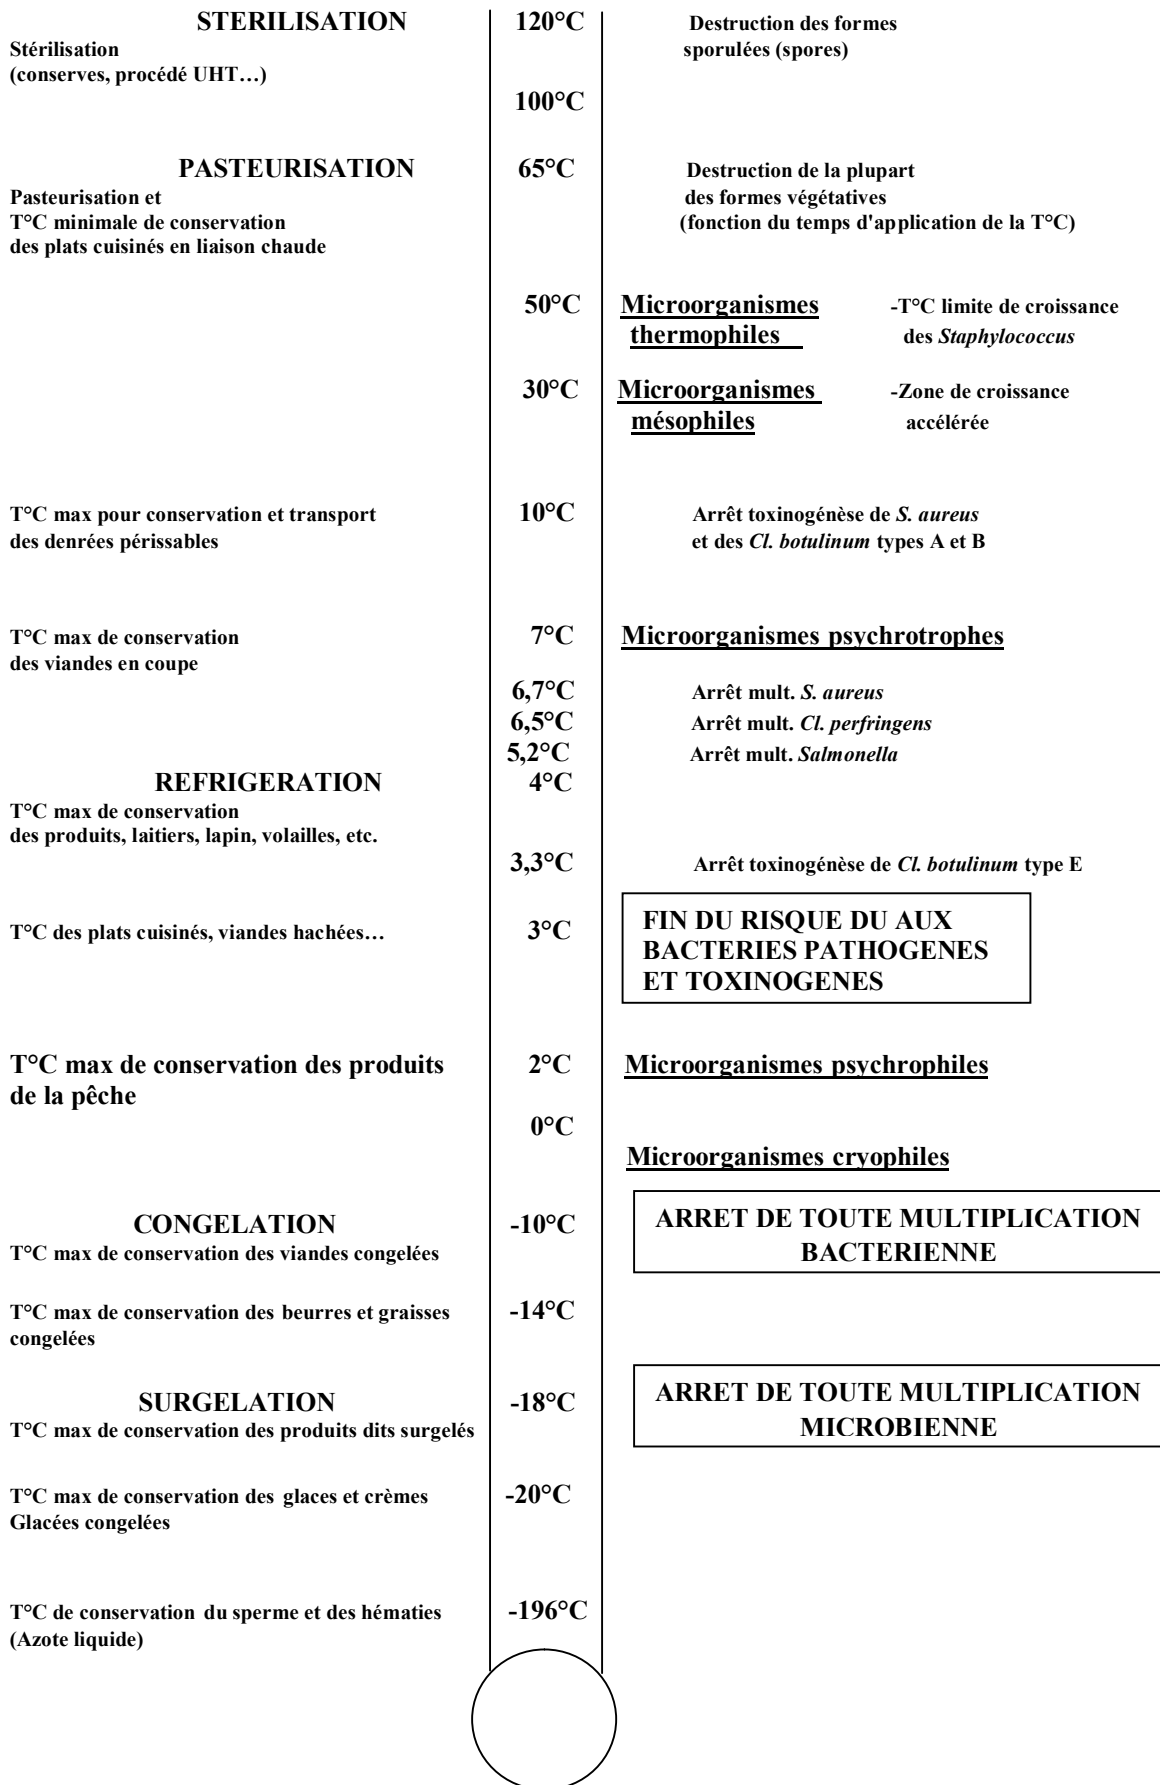 STERILISATION 120°C Destruction des formes
Stérilisation sporulées (spores)
(conserves, procédé UHT…)
100°C
PASTEURISATION 65°C Destruction de la plupart
Pasteurisation et des formes végétatives
T°C minimale de conservation (fonction du temps d'application de la T°C)
des plats cuisinés en liaison chaude
50°C Microorganismes -T°C limite de croissance
thermophiles des Staphylococcus
30°C Microorganismes -Zone de croissance
mésophiles accélérée
T°C max pour conservation et transport 10°C Arrêt toxinogénèse de S. aureus
des denrées périssables et des Cl. botulinum types A et B
T°C max de conservation 7°C Microorganismes psychrotrophes
des viandes en coupe
6,7°C Arrêt mult. S. aureus
6,5°C Arrêt mult. Cl. perfringens
5,2°C Arrêt mult. Salmonella
REFRIGERATION 4°C
T°C max de conservation
des produits, laitiers, lapin, volailles, etc.
3,3°C Arrêt toxinogénèse de Cl. botulinum type E
T°C des plats cuisinés, viandes hachées… 3°C FIN DU RISQUE DU AUX
BACTERIES PATHOGENES
ET TOXINOGENES
T°C max de conservation des produits 2°C Microorganismes psychrophiles
de la pêche
0°C
Microorganismes cryophiles
CONGELATION -10°C ARRET DE TOUTE MULTIPLICATION
T°C max de conservation des viandes congelées BACTERIENNE
T°C max de conservation des beurres et graisses -14°C
congelées
SURGELATION -18°C ARRET DE TOUTE MULTIPLICATION
T°C max de conservation des produits dits surgelés MICROBIENNE
T°C max de conservation des glaces et crèmes -20°C
Glacées congelées
T°C de conservation du sperme et des hématies -196°C
(Azote liquide)